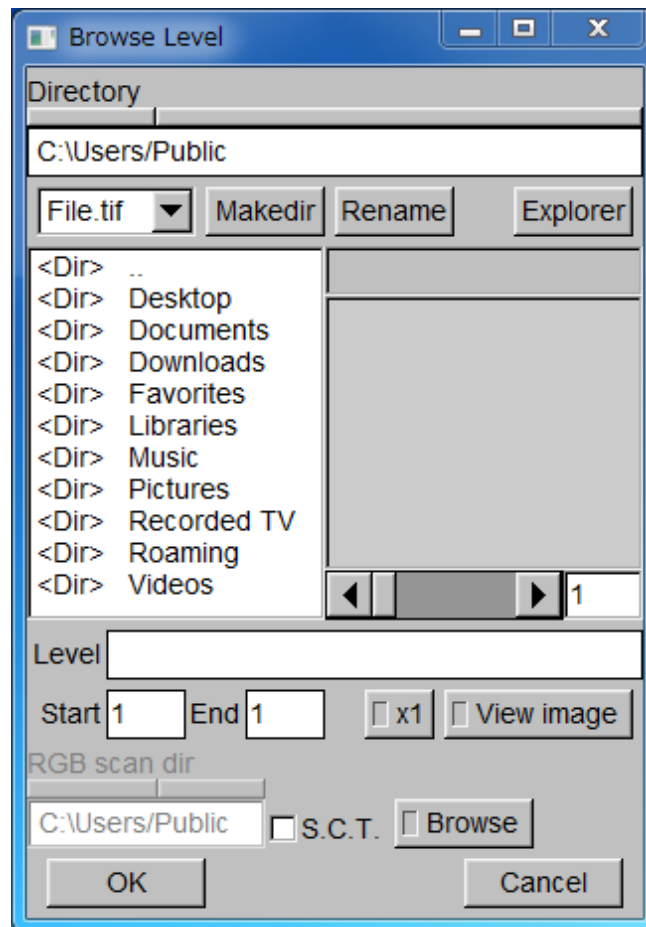 Browse Level
Directory
C:\Users/Public
File.tif Makedir Rename Explorer
<Dir> ..
<Dir> Desktop
<Dir> Documents
<Dir> Downloads
<Dir> Favorites
<Dir> Libraries
<Dir> Music
<Dir> Pictures
<Dir> Recorded TV
<Dir> Roaming
<Dir> Videos
1
Level
Start 1 End 1 x1 View image
RGB scan dir
C:\Users/Public S.C.T. Browse
OK Cancel